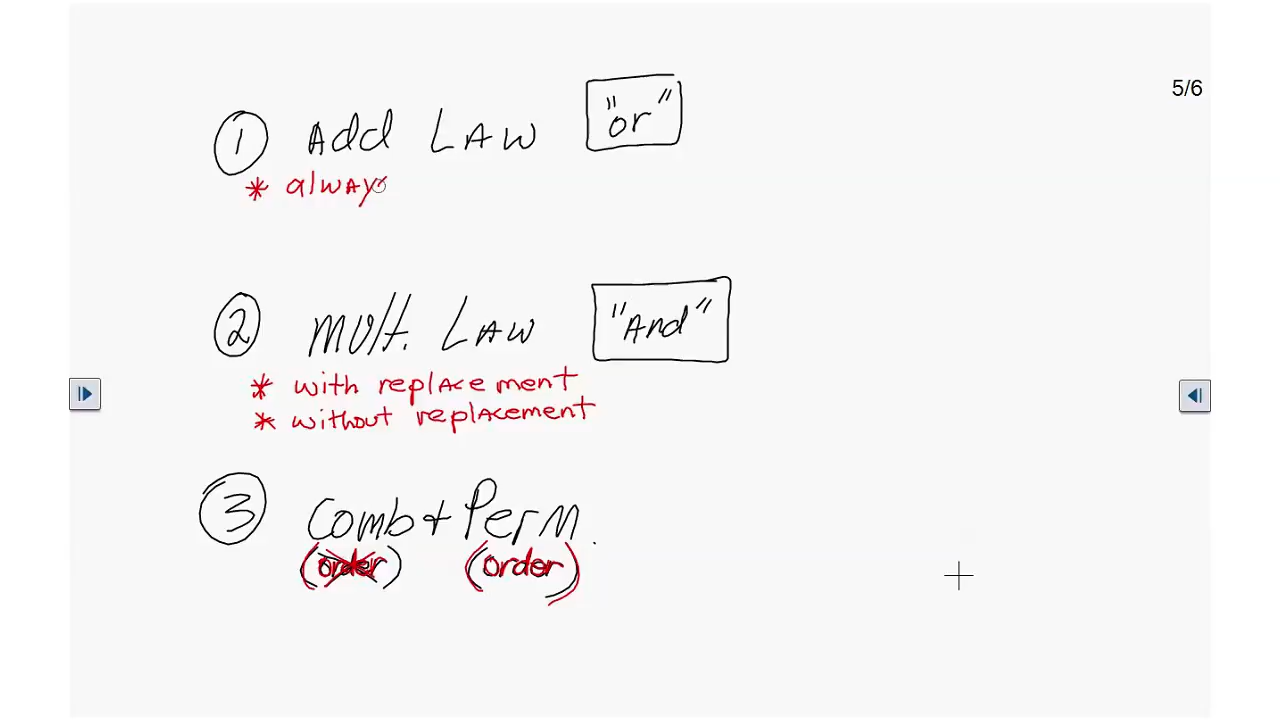 5/6
① Add LAW "or"
* always
② Mult. LAW "And"
* with replacement
* without replacement
③ Comb + Perm.
(order) (order)